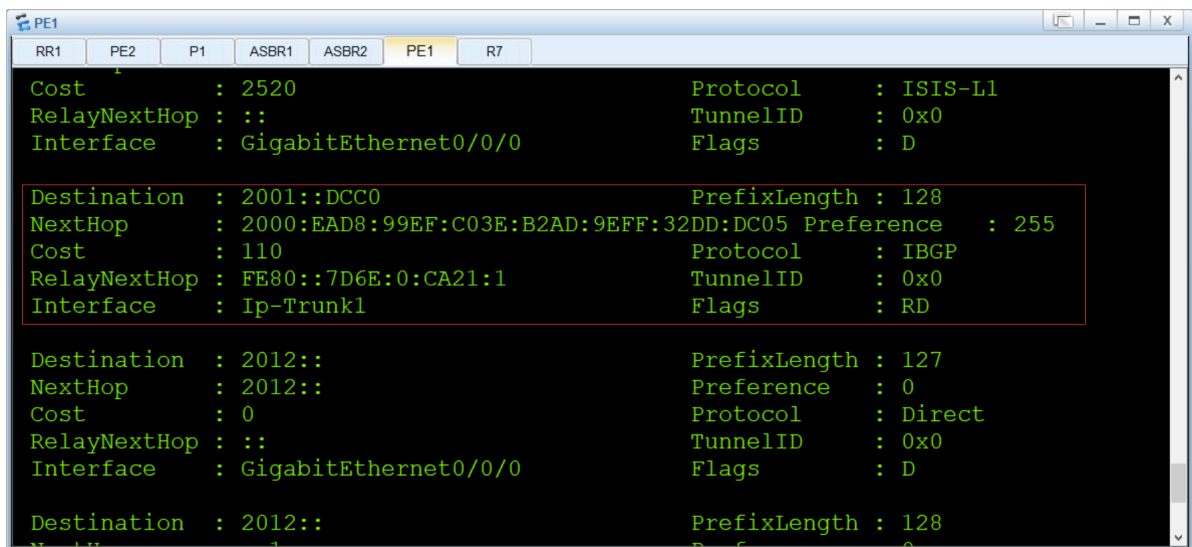 PE1
RR1 PE2 P1 ASBR1 ASBR2 PE1 R7
Cost : 2520 Protocol : ISIS-L1
RelayNextHop : :: TunnelID : 0x0
Interface : GigabitEthernet0/0/0 Flags : D
Destination : 2001::DCC0 PrefixLength : 128
NextHop : 2000:EAD8:99EF:C03E:B2AD:9EFF:32DD:DC05 Preference : 255
Cost : 110 Protocol : IBGP
RelayNextHop : FE80::7D6E:0:CA21:1 TunnelID : 0x0
Interface : Ip-Trunk1 Flags : RD
Destination : 2012:: PrefixLength : 127
NextHop : 2012:: Preference : 0
Cost : 0 Protocol : Direct
RelayNextHop : :: TunnelID : 0x0
Interface : GigabitEthernet0/0/0 Flags : D
Destination : 2012:: PrefixLength : 128